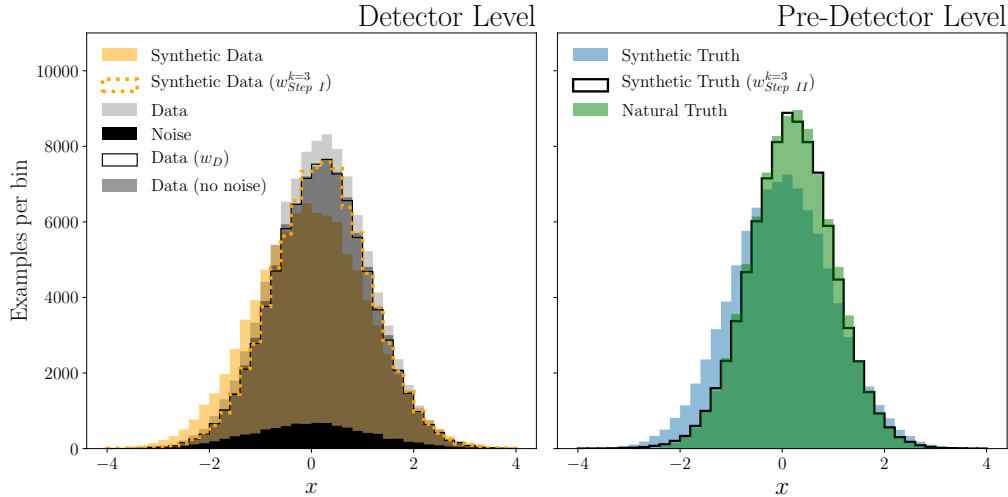 Detector Level
Pre-Detector Level
Examples per bin
10000
8000
6000
4000
2000
0
Synthetic Data
Synthetic Data ($w_{Step\ I}^{k=3}$)
Data
Noise
Data ($w_D$)
Data (no noise)
−4
−2
0
2
4
x
Synthetic Truth
Synthetic Truth ($w_{Step\ II}^{k=3}$)
Natural Truth
−4
−2
0
2
4
x